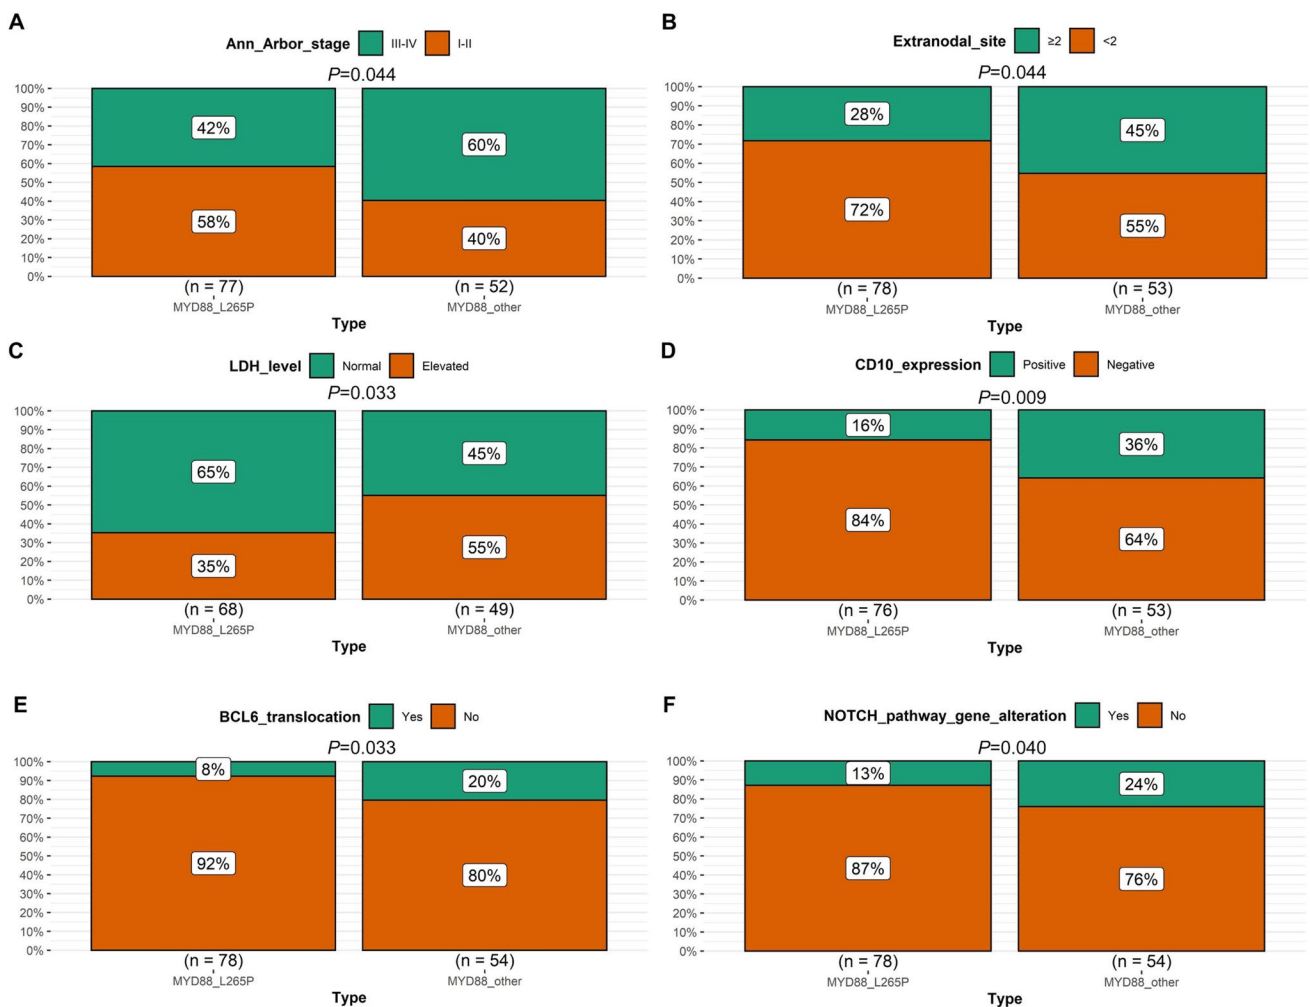 A
Ann_Arbor_stage III-IV I-II
P=0.044
100%
90%
80%
70%
60%
50%
40%
30%
20%
10%
0%
42%
58%
60%
40%
(n = 77) (n = 52)
MYD88_L265P MYD88_other
Type
B
Extranodal_site ≥2 <2
P=0.044
100%
90%
80%
70%
60%
50%
40%
30%
20%
10%
0%
28%
72%
45%
55%
(n = 78) (n = 53)
MYD88_L265P MYD88_other
Type
C
LDH_level Normal Elevated
P=0.033
100%
90%
80%
70%
60%
50%
40%
30%
20%
10%
0%
65%
35%
45%
55%
(n = 68) (n = 49)
MYD88_L265P MYD88_other
Type
D
CD10_expression Positive Negative
P=0.009
100%
90%
80%
70%
60%
50%
40%
30%
20%
10%
0%
16%
84%
36%
64%
(n = 76) (n = 53)
MYD88_L265P MYD88_other
Type
E
BCL6_translocation Yes No
P=0.033
100%
90%
80%
70%
60%
50%
40%
30%
20%
10%
0%
8%
92%
20%
80%
(n = 78) (n = 54)
MYD88_L265P MYD88_other
Type
F
NOTCH_pathway_gene_alteration Yes No
P=0.040
100%
90%
80%
70%
60%
50%
40%
30%
20%
10%
0%
13%
87%
24%
76%
(n = 78) (n = 54)
MYD88_L265P MYD88_other
Type